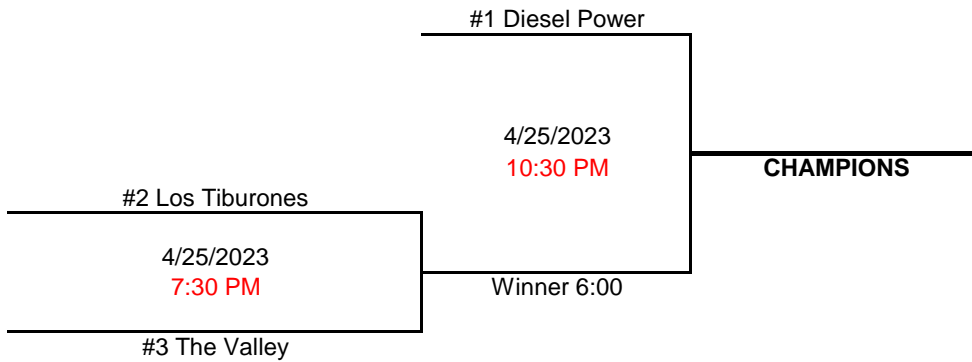 #1 Diesel Power
4/25/2023
10:30 PM
CHAMPIONS
#2 Los Tiburones
4/25/2023
7:30 PM
Winner 6:00
#3 The Valley